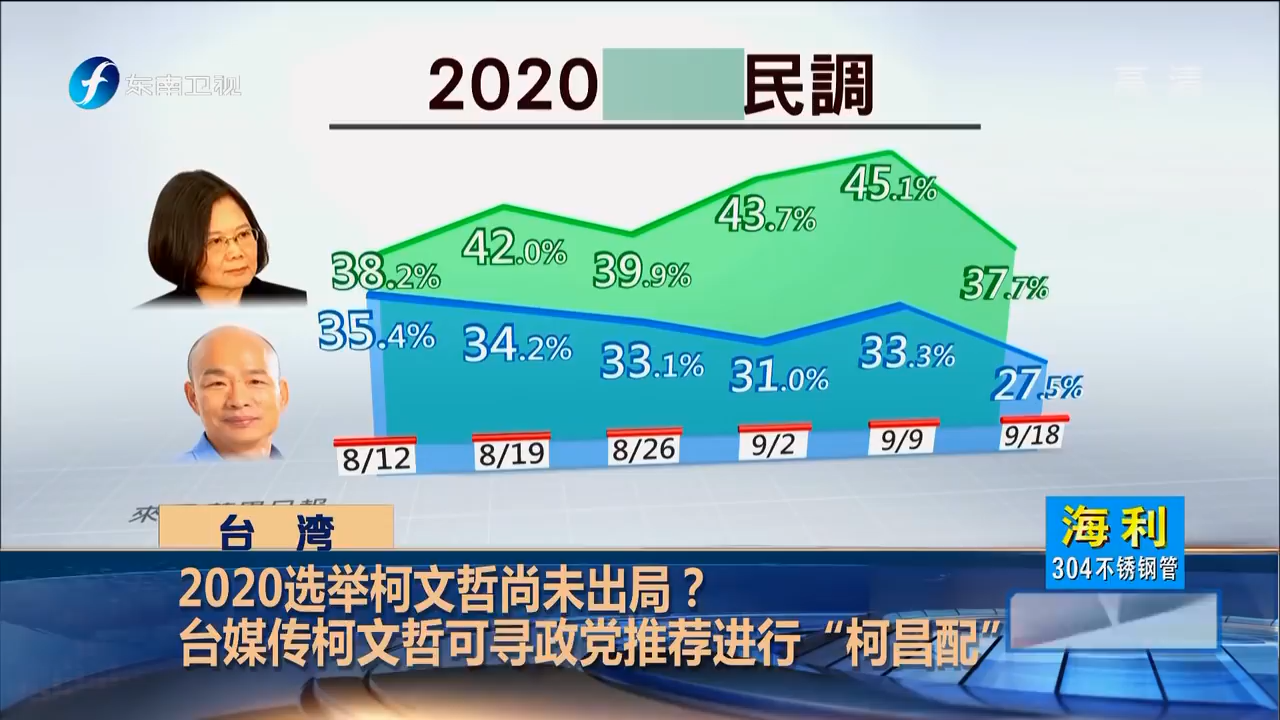 东南卫视
高清
2020 民調
45.1%
43.7%
42.0%
39.9%
38.2%
37.7%
35.4%
34.2%
33.1%
31.0%
33.3%
27.5%
8/12
8/19
8/26
9/2
9/9
9/18
台 湾
海利
304不锈钢管
2020选举柯文哲尚未出局？
台媒传柯文哲可寻政党推荐进行“柯昌配”